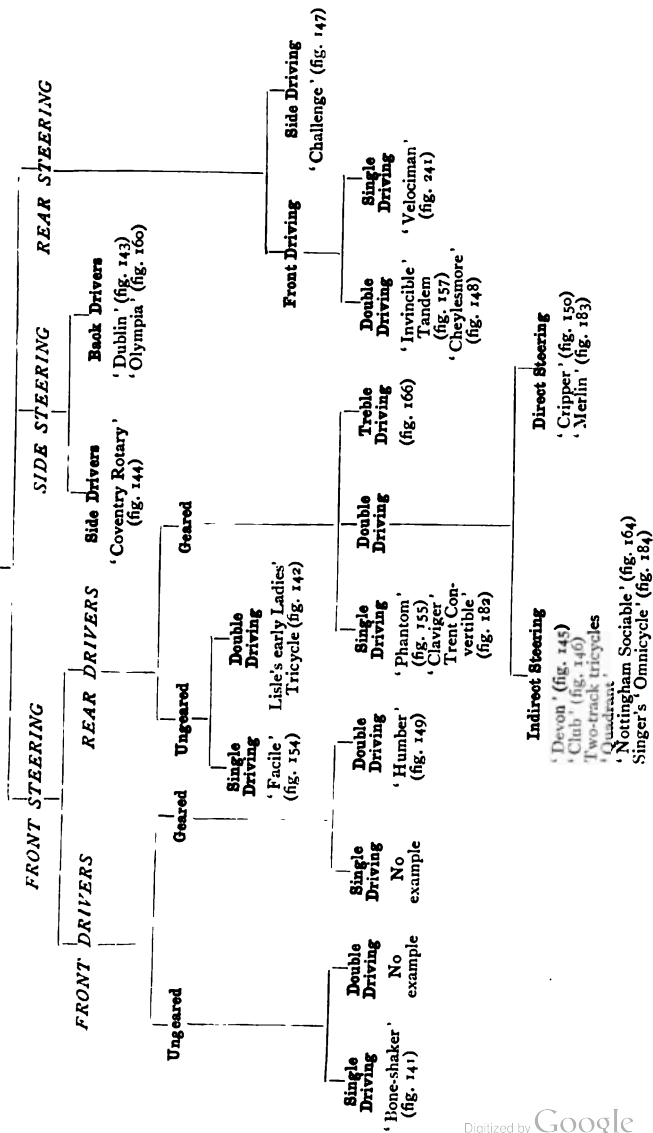 FRONT STEERING
SIDE STEERING
REAR STEERING
FRONT DRIVERS
REAR DRIVERS
Side Drivers
'Coventry Rotary'
(fig. 144)
Back Drivers
'Dublin' (fig. 143)
'Olympia' (fig. 160)
Ungeared
Geared
Ungeared
Geared
Front Driving
Side Driving
'Challenge' (fig. 147)
Single
Driving
'Facile'
(fig. 154)
Double
Driving
Lisle's early Ladies'
Tricycle (fig. 142)
Single
Driving
'Bone-shaker'
(fig. 141)
Double
Driving
No
example
Single
Driving
No
example
Double
Driving
'Humber'
(fig. 149)
Single
Driving
'Phantom'
(fig. 155)
'Claviger'
Trent Con-
vertible'
(fig. 182)
Double
Driving
Treble
Driving
(fig. 166)
Double
Driving
'Invincible'
Tandem
(fig. 157)
'Cheylesmore'
(fig. 148)
Single
Driving
'Velociman'
(fig. 241)
Indirect Steering
'Devon' (fig. 145)
'Club' (fig. 146)
Two-track tricycles
'Quadrant'
'Nottingham Sociable' (fig. 164)
Singer's 'Omnicycle' (fig. 184)
Direct Steering
'Cripper' (fig. 150)
'Merlin' (fig. 183)
Digitized by Google